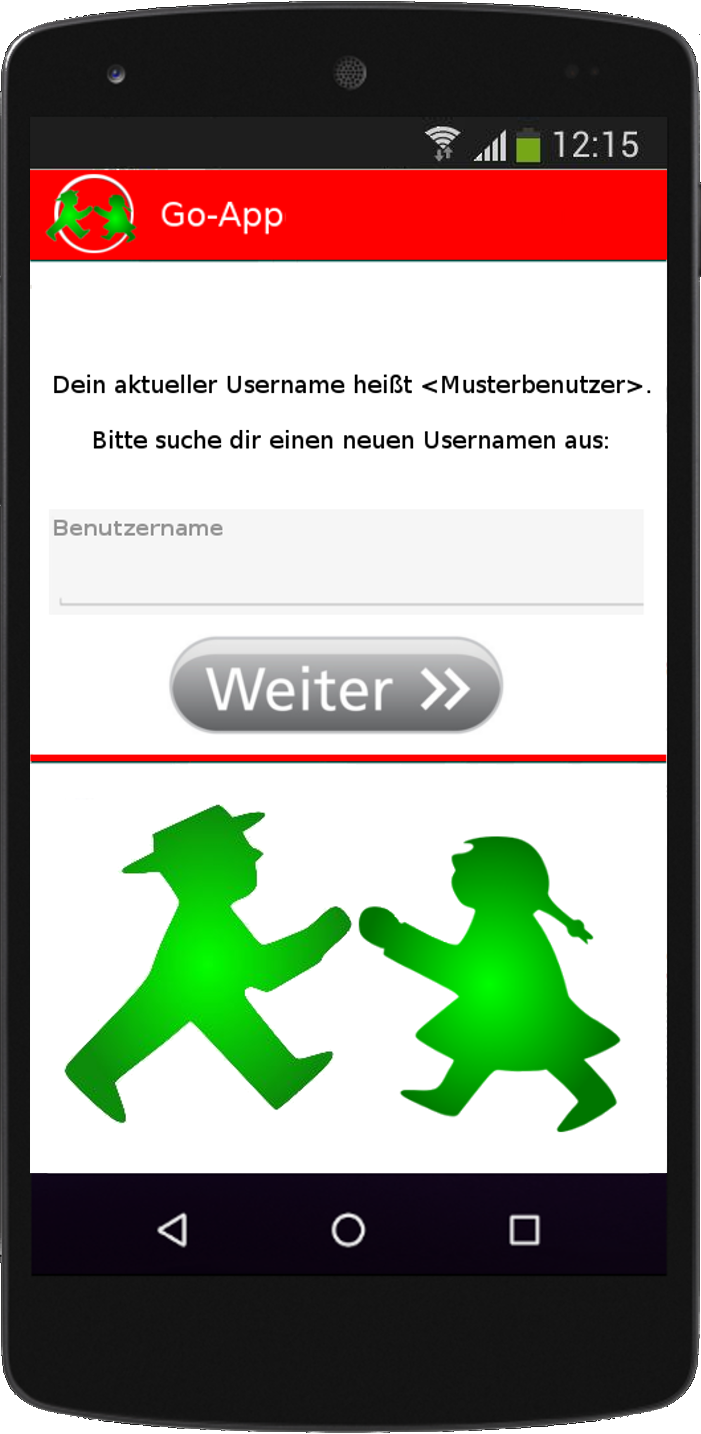 12:15
Go-App
Dein aktueller Username heißt <Musterbenutzer>.
Bitte suche dir einen neuen Usernamen aus:
Benutzername
Weiter »